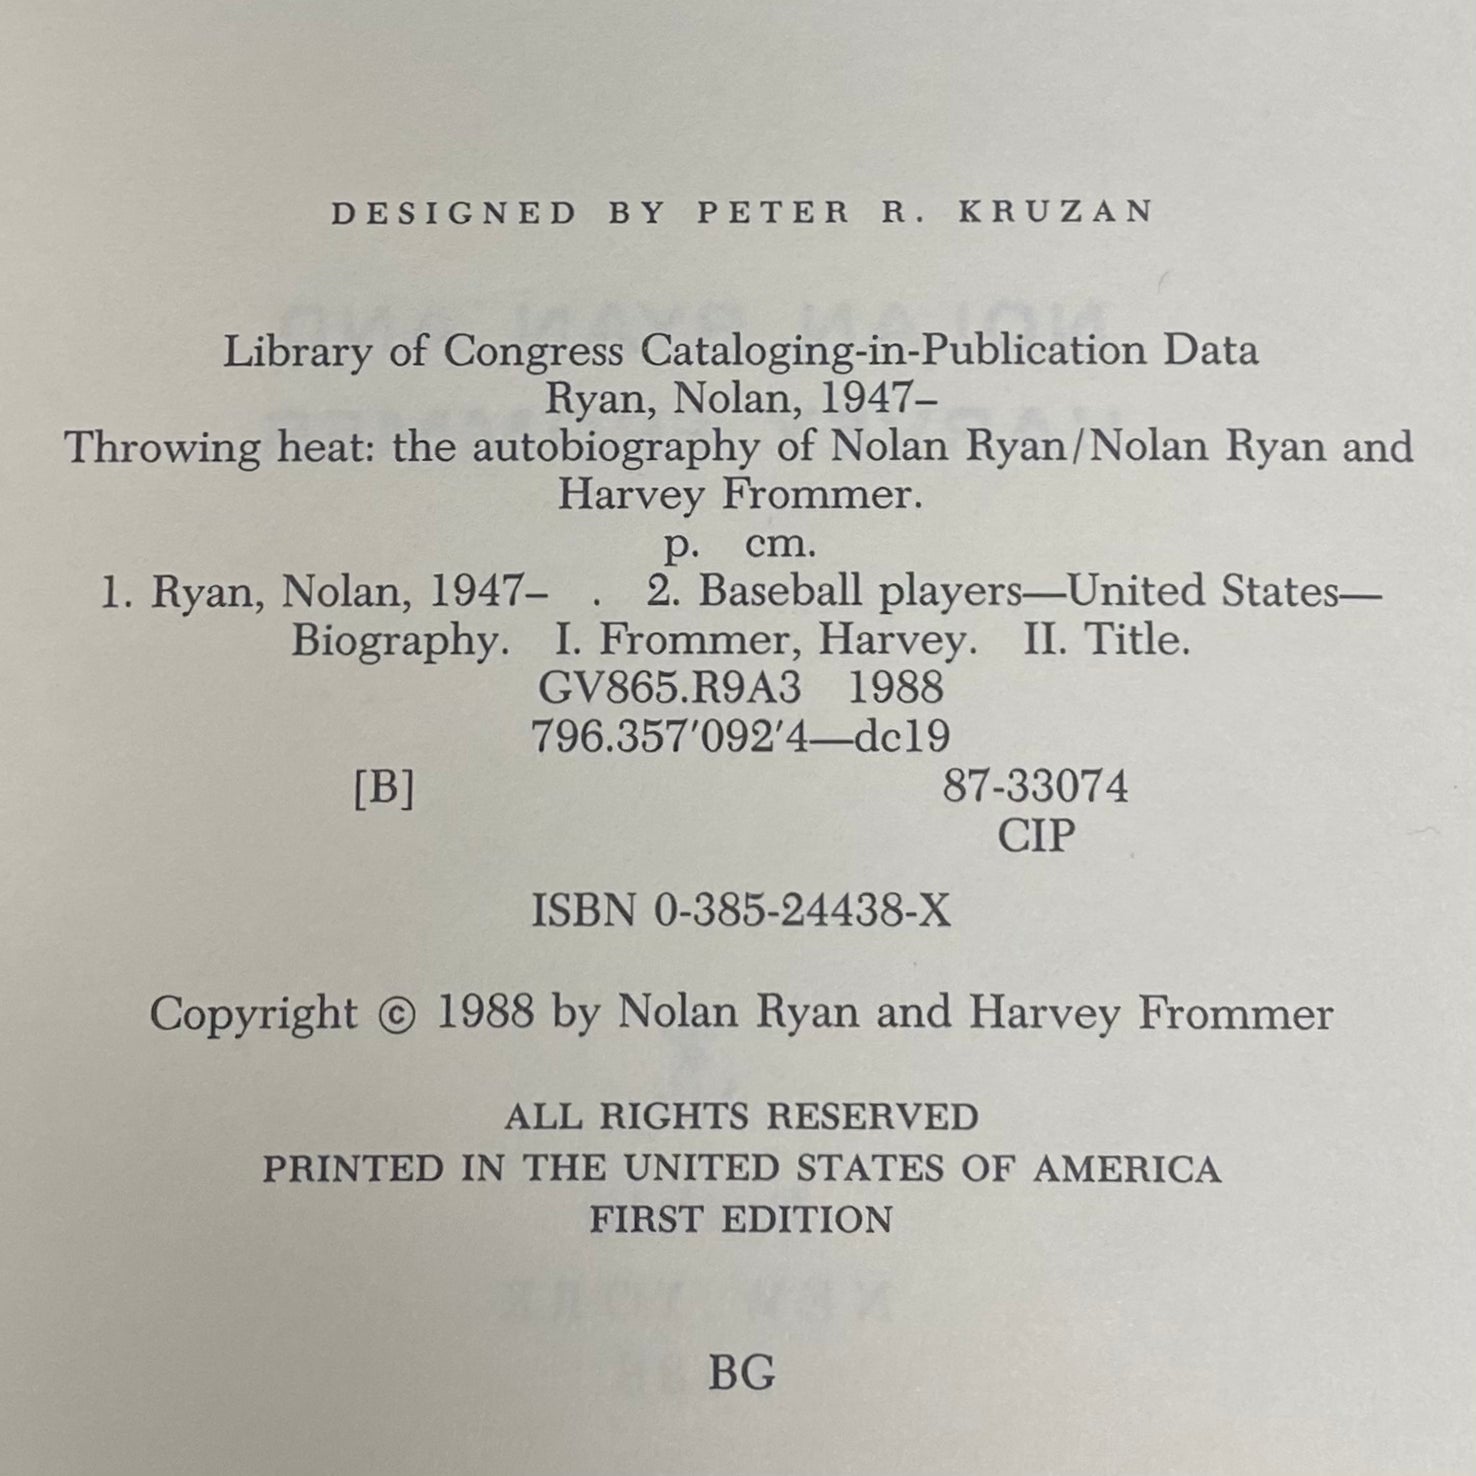 DESIGNED BY PETER R. KRUZAN
Library of Congress Cataloging-in-Publication Data
Ryan, Nolan, 1947–
Throwing heat: the autobiography of Nolan Ryan/Nolan Ryan and
Harvey Frommer.
p. cm.
1. Ryan, Nolan, 1947– . 2. Baseball players—United States—
Biography. I. Frommer, Harvey. II. Title.
GV865.R9A3 1988
796.357′092′4—dc19
[B] 87-33074
CIP
ISBN 0-385-24438-X
Copyright © 1988 by Nolan Ryan and Harvey Frommer
ALL RIGHTS RESERVED
PRINTED IN THE UNITED STATES OF AMERICA
FIRST EDITION
BG